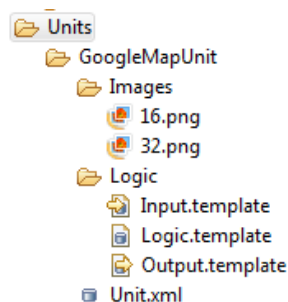 Units
GoogleMapUnit
Images
16.png
32.png
Logic
Input.template
Logic.template
Output.template
Unit.xml